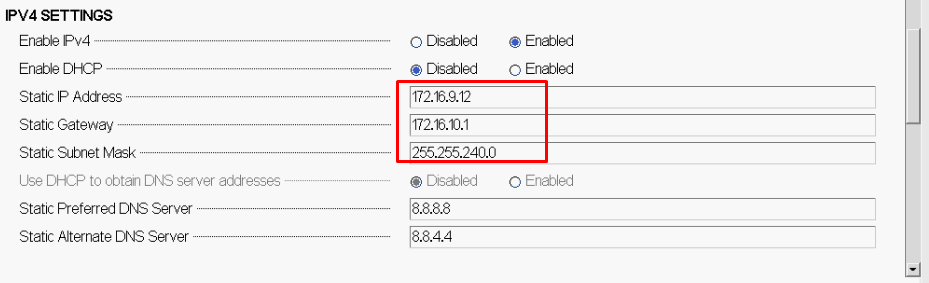 IPV4 SETTINGS
Enable IPv4 Disabled Enabled
Enable DHCP Disabled Enabled
Static IP Address 172.16.9.12
Static Gateway 172.16.10.1
Static Subnet Mask 255.255.240.0
Use DHCP to obtain DNS server addresses Disabled Enabled
Static Preferred DNS Server 8.8.8.8
Static Alternate DNS Server 8.8.4.4